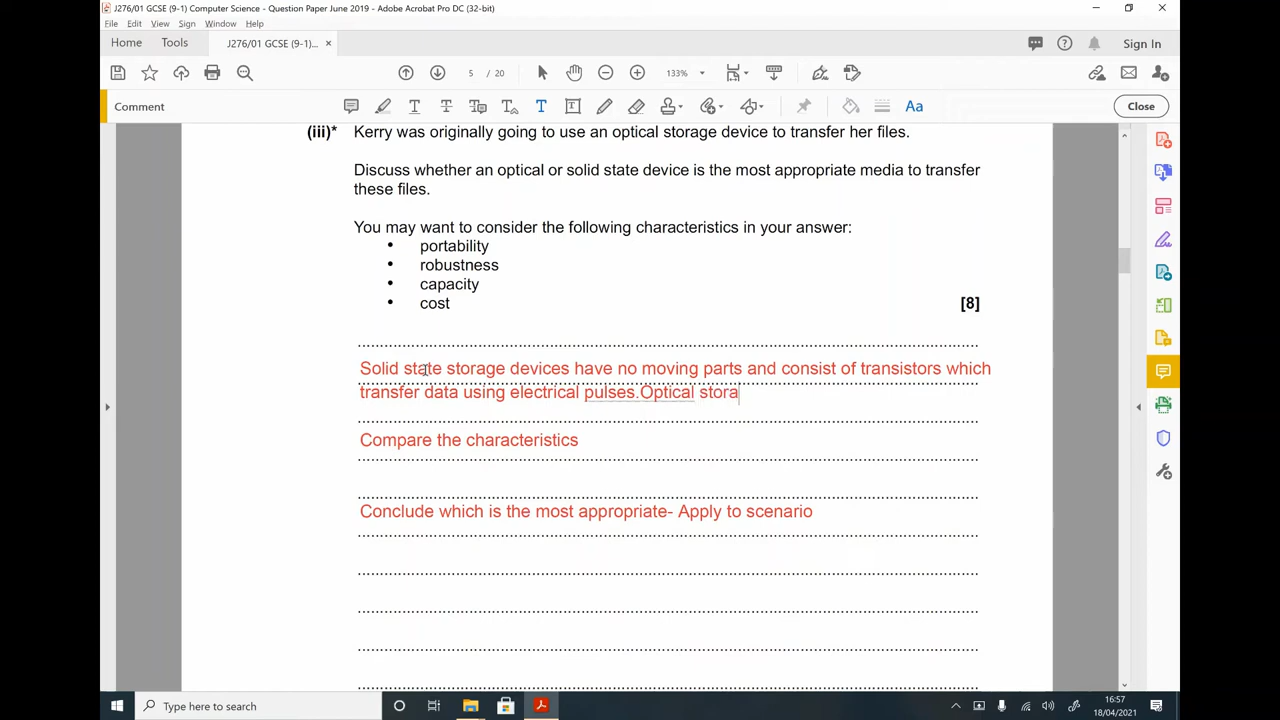 J276/01 GCSE (9-1) Computer Science - Question Paper June 2019 - Adobe Acrobat Pro DC (32-bit)
File Edit View Sign Window Help
Home Tools J276/01 GCSE (9-1)... × Sign In
5 / 20 133%
Comment Aa Close
(iii)* Kerry was originally going to use an optical storage device to transfer her files.
Discuss whether an optical or solid state device is the most appropriate media to transfer
these files.
You may want to consider the following characteristics in your answer:
• portability
• robustness
• capacity
• cost [8]
Solid state storage devices have no moving parts and consist of transistors which
transfer data using electrical pulses.Optical stora
Compare the characteristics
Conclude which is the most appropriate- Apply to scenario
Type here to search
16:57
18/04/2021